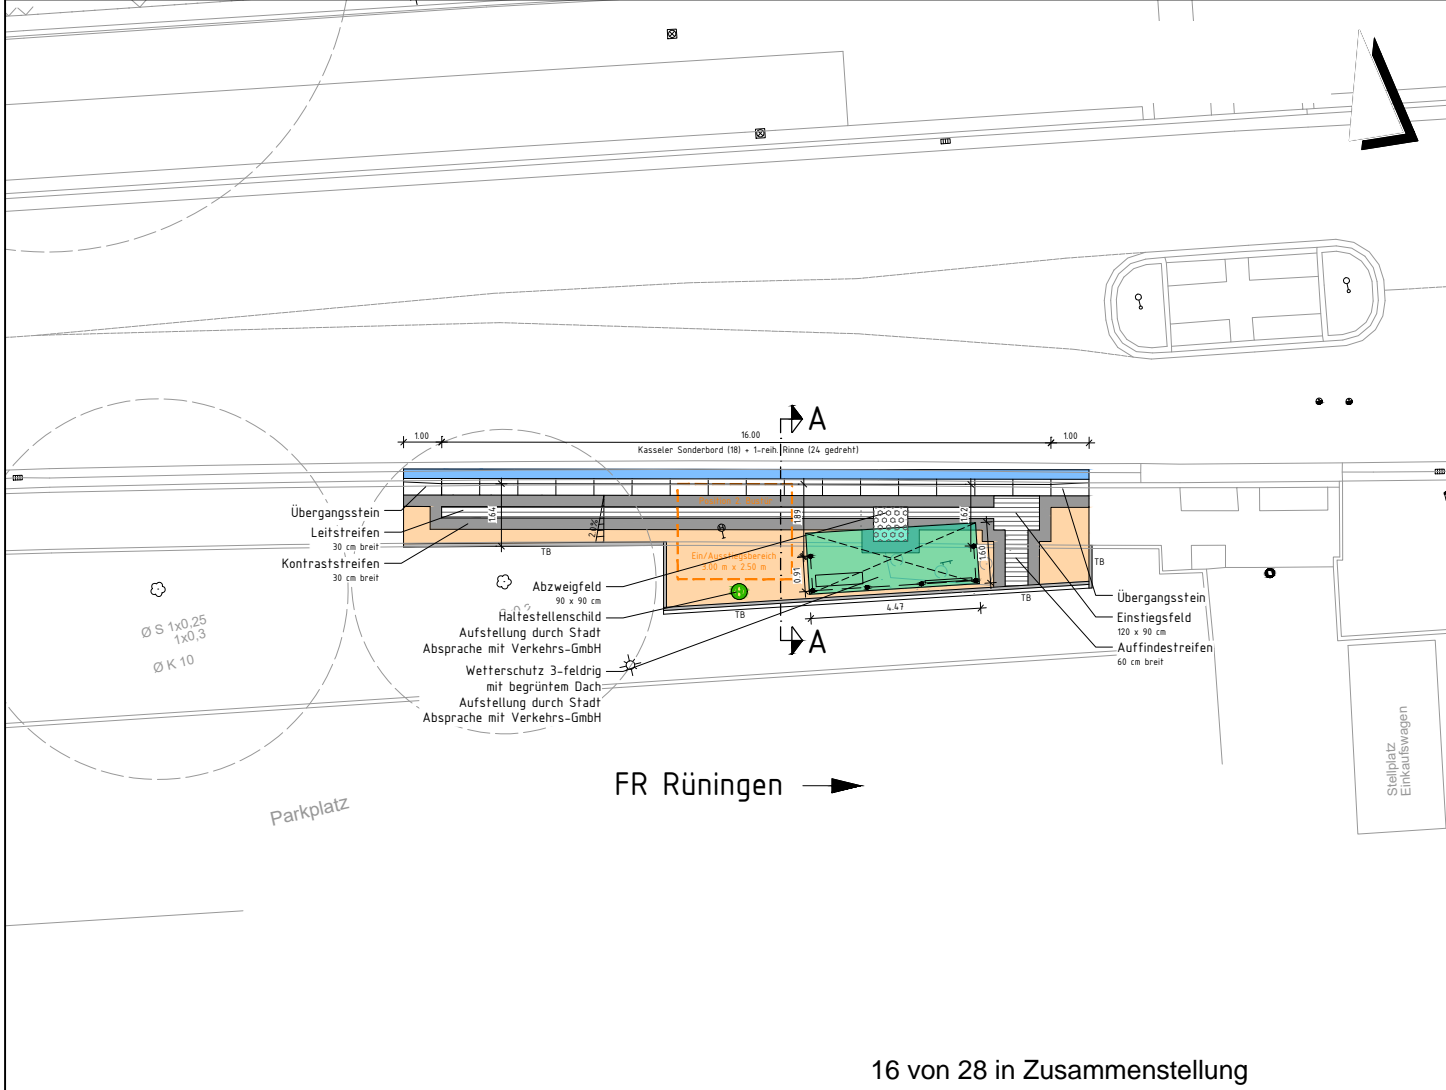 A
1.00
16.00
1.00
Kasseler Sonderbord (18) + 1-reih. Rinne (24 gedreht)
Übergangsstein
Leitstreifen
30 cm breit
Kontraststreifen
30 cm breit
1.64
2.0%
1.89
1.62
1.60
0.91
4.47
Ein/Ausstiegsbereich
3.00 m x 2.50 m
TB
TB
TB
TB
Abzweigfeld
90 x 90 cm
Haltestellenschild
Aufstellung durch Stadt
Absprache mit Verkehrs-GmbH
Wetterschutz 3-feldrig
mit begrüntem Dach
Aufstellung durch Stadt
Absprache mit Verkehrs-GmbH
A
Übergangsstein
Einstiegsfeld
120 x 90 cm
Auffindestreifen
60 cm breit
Ø S 1x0,25
1x0,3
Ø K 10
FR Rüningen
Parkplatz
Stellplatz
Einkaufswagen
16 von 28 in Zusammenstellung